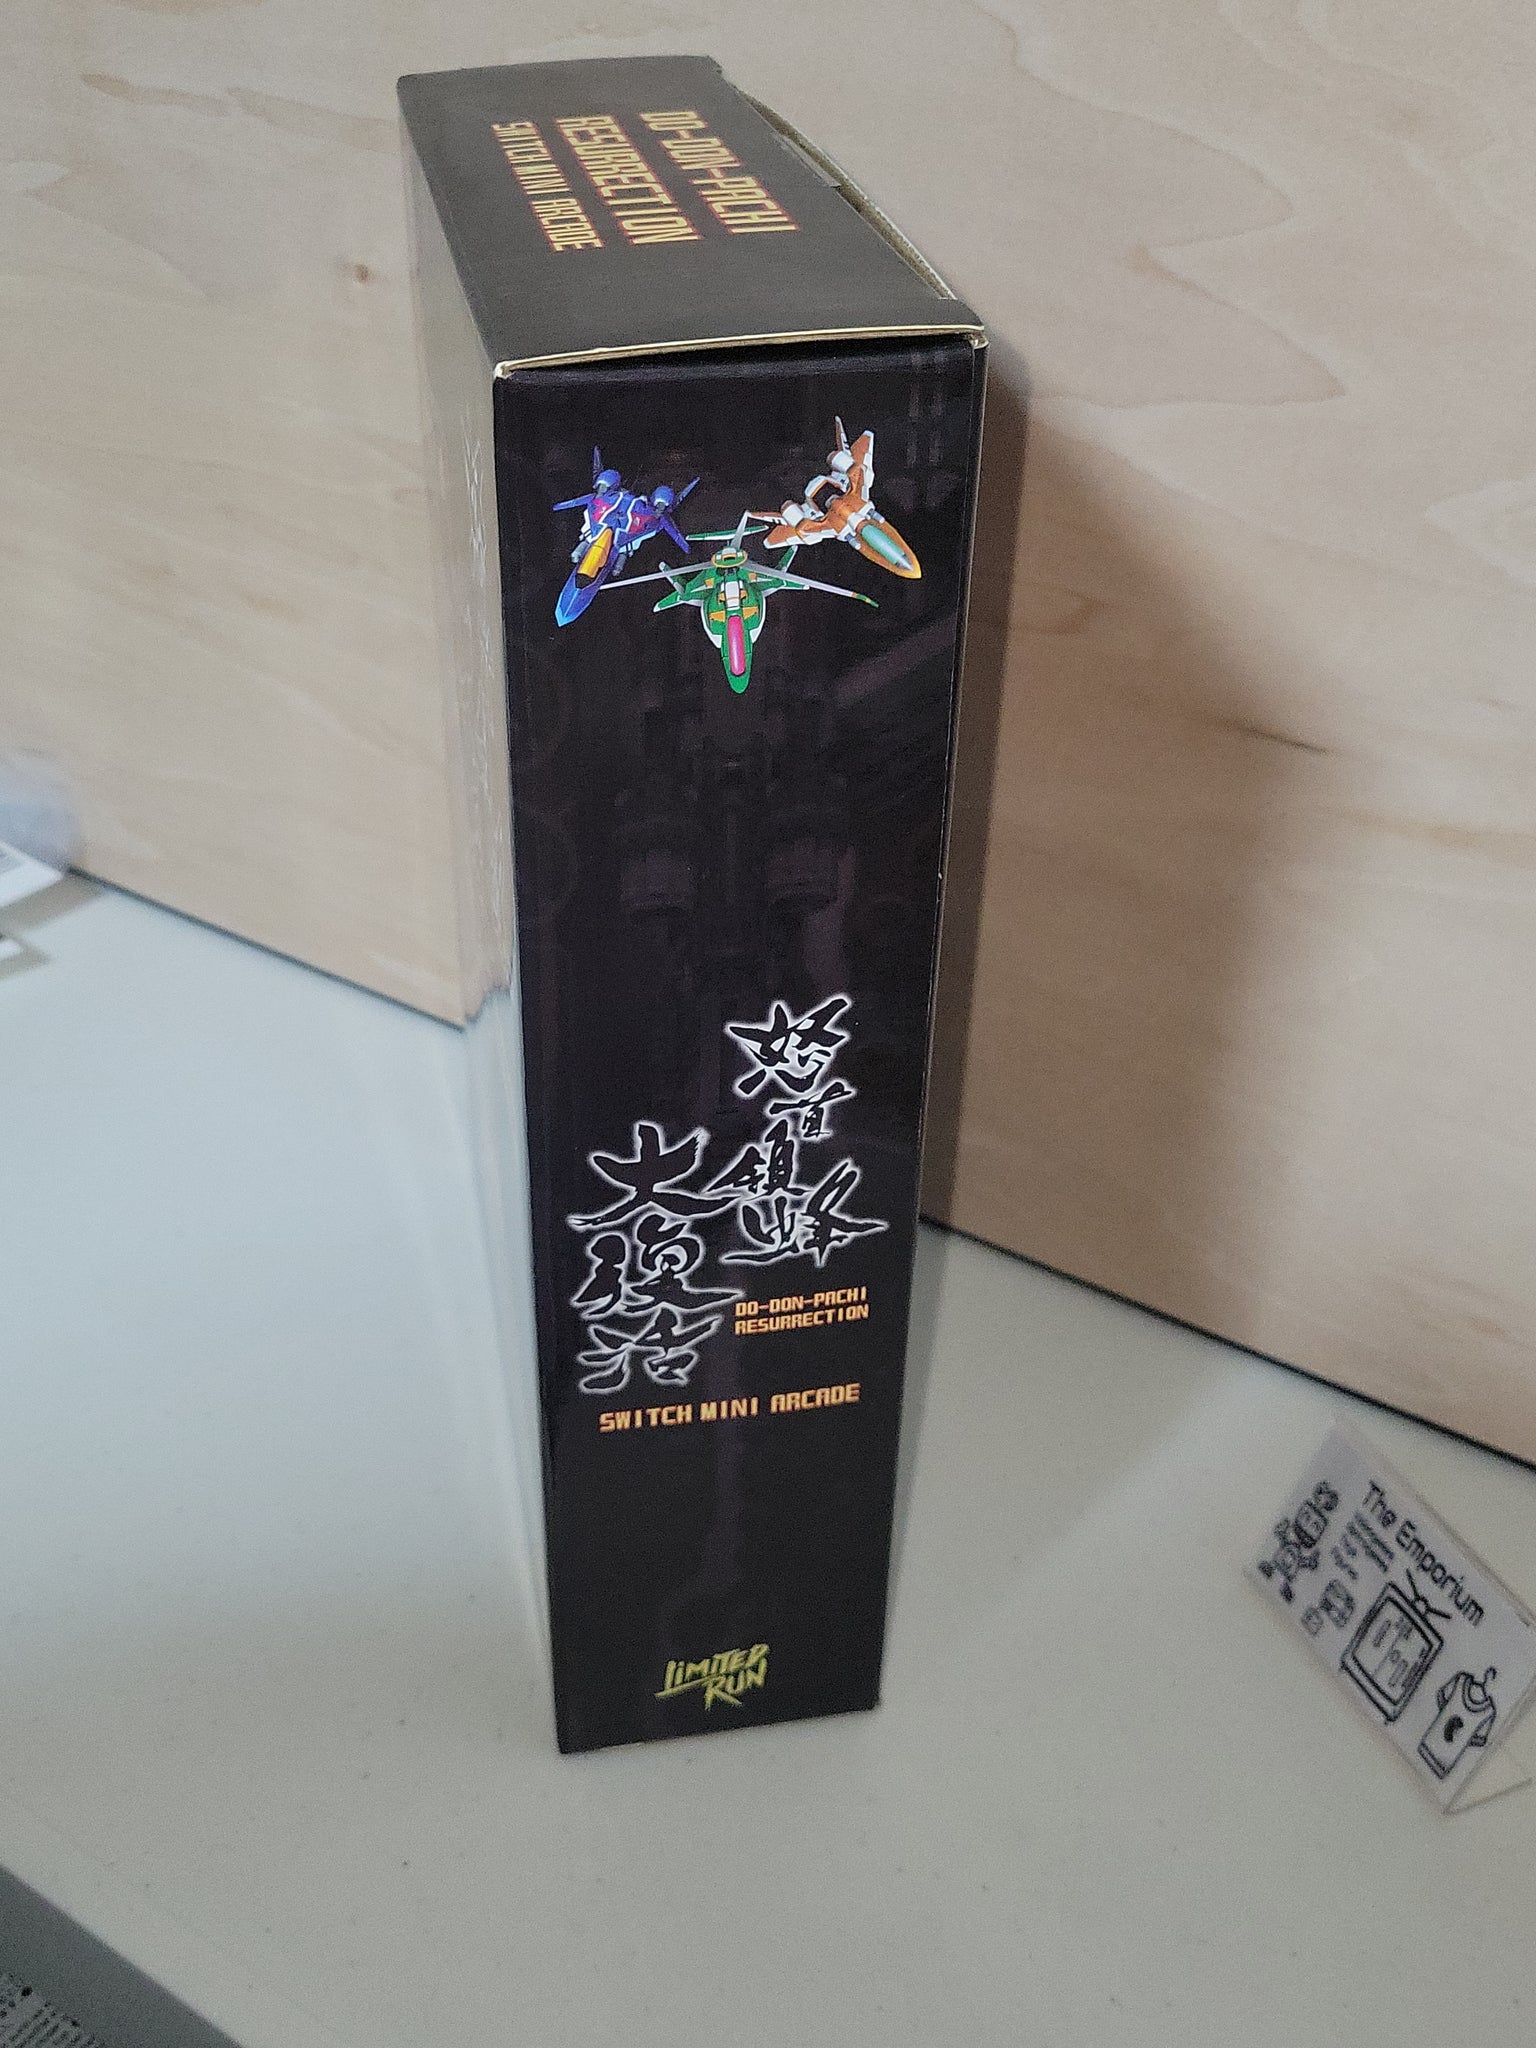 DO-DON-PACHI
RESURRECTION
SWITCH MINI ARCADE
怒首領蜂
大復活
DO-DON-PACHI
RESURRECTION
SWITCH MINI ARCADE
LIMITED
RUN
The Emporium